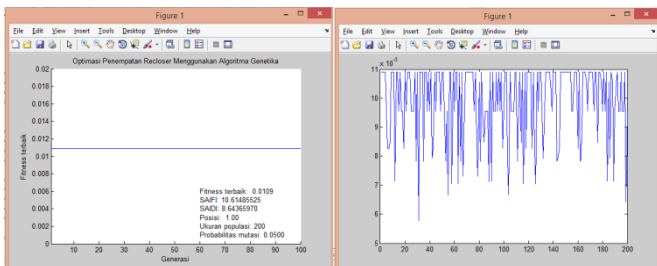 Figure 1
File Edit View Insert Tools Desktop Window Help
Optimasi Penempatan Recloser Menggunakan Algoritma Genetika
0.02
0.018
0.016
0.014
0.012
0.01
0.008
0.006
0.004
0.002
0
Fitness terbaik
Fitness terbaik: 0.0109
SAIFI: 10.61485525
SAIDI: 8.64365970
Posisi: 1.00
Ukuran populasi: 200
Probabilitas mutasi: 0.0500
10 20 30 40 50 60 70 80 90 100
Generasi
Figure 1
File Edit View Insert Tools Desktop Window Help
x 10
11
10
9
8
7
6
5
0 20 40 60 80 100 120 140 160 180 200